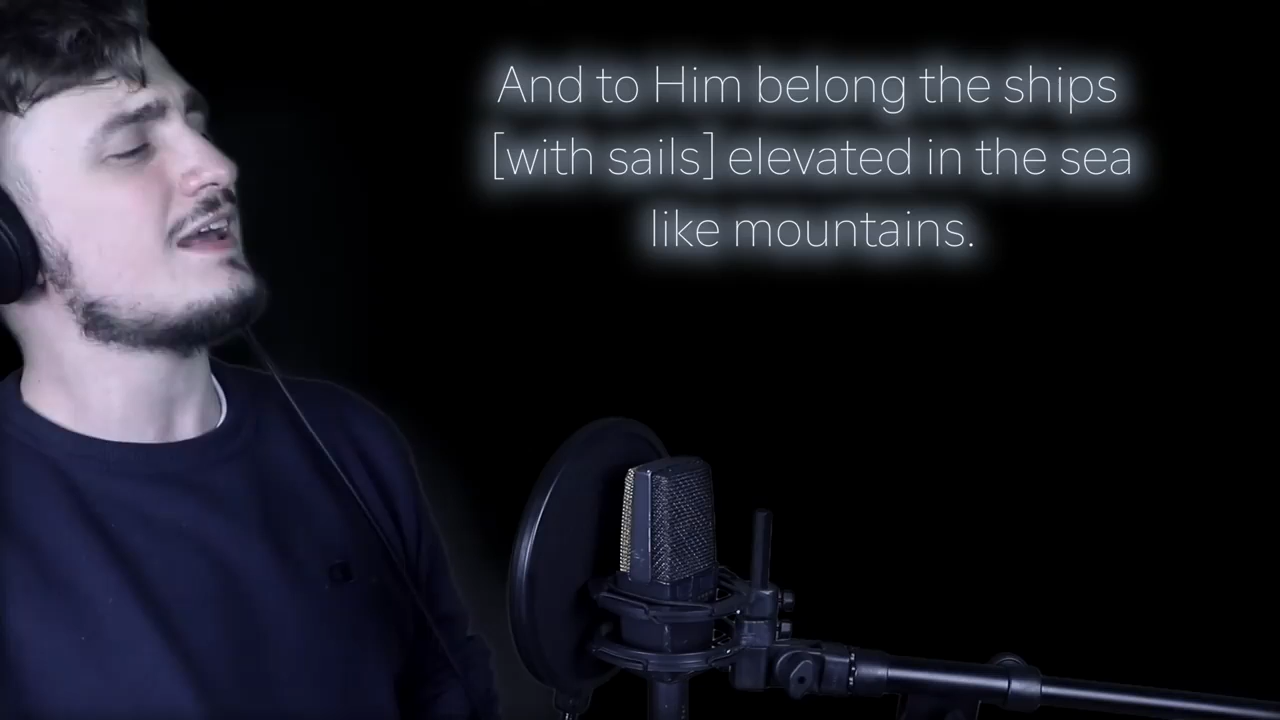 And to Him belong the ships
[with sails] elevated in the sea
like mountains.